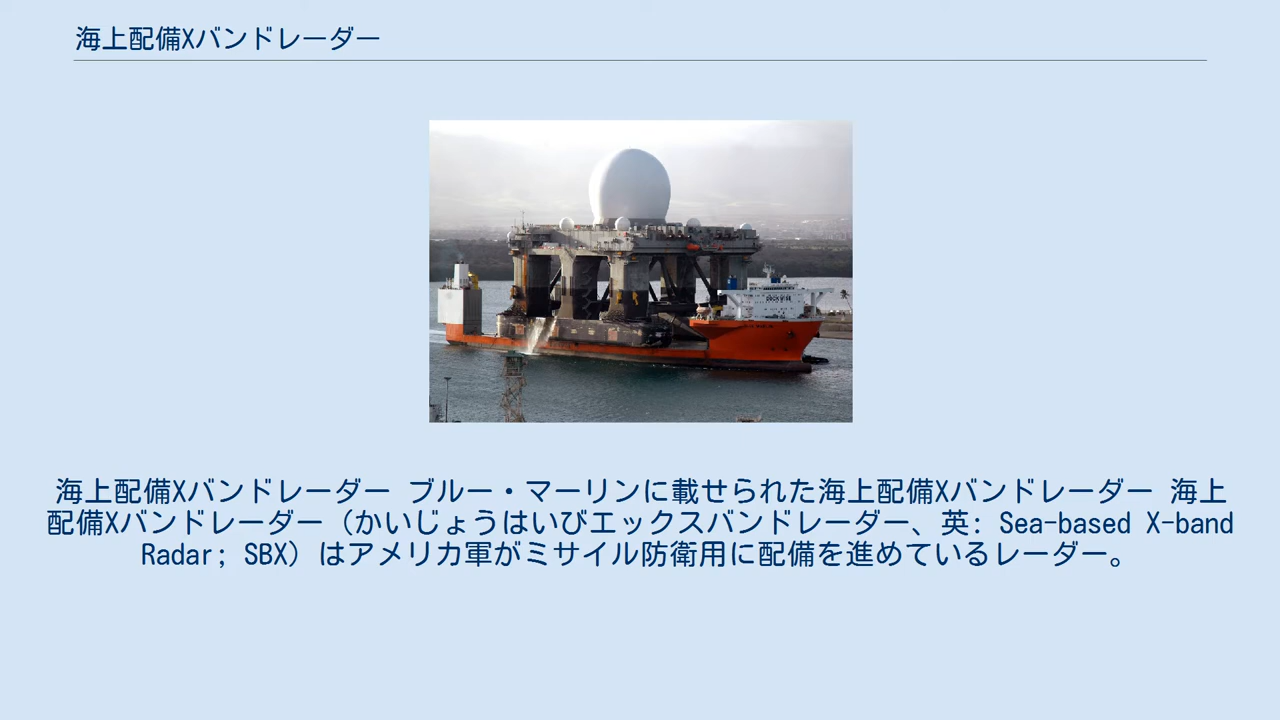 海上配備Xバンドレーダー
DOCKWISE
海上配備Xバンドレーダー ブルー・マーリンに載せられた海上配備Xバンドレーダー 海上
配備Xバンドレーダー（かいじょうはいびエックスバンドレーダー、英: Sea-based X-band
Radar; SBX）はアメリカ軍がミサイル防衛用に配備を進めているレーダー。